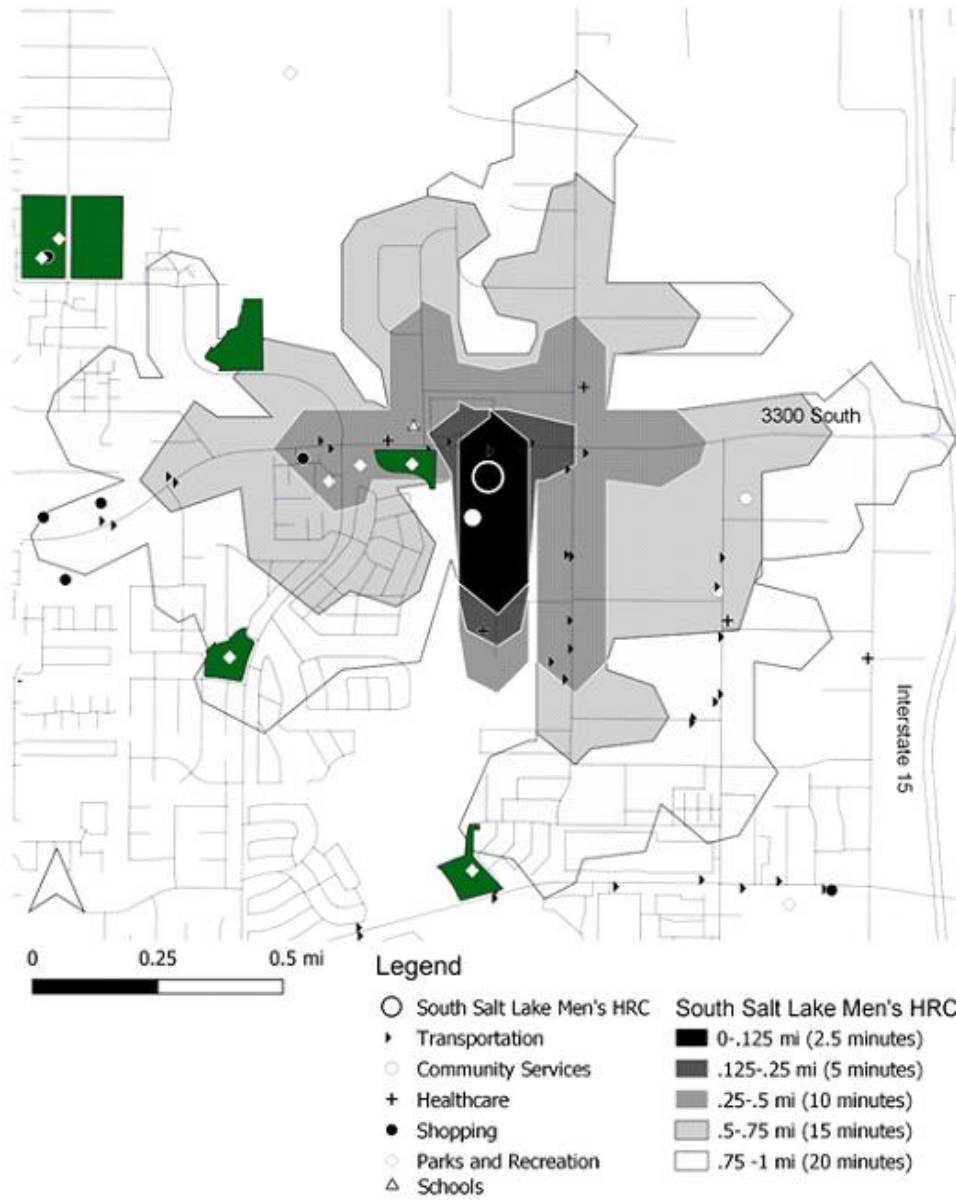 3300 South
Interstate 15
0 0.25 0.5 mi
Legend
South Salt Lake Men's HRC
Transportation
Community Services
Healthcare
Shopping
Parks and Recreation
Schools
South Salt Lake Men's HRC
0-.125 mi (2.5 minutes)
.125-.25 mi (5 minutes)
.25-.5 mi (10 minutes)
.5-.75 mi (15 minutes)
.75 -1 mi (20 minutes)